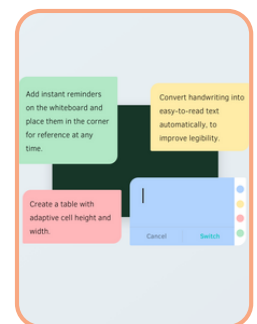 Add instant reminders
on the whiteboard and
place them in the corner
for reference at any
time.
Convert handwriting into
easy-to-read text
automatically, to
improve legibility.
Create a table with
adaptive cell height and
width.
Cancel
Switch